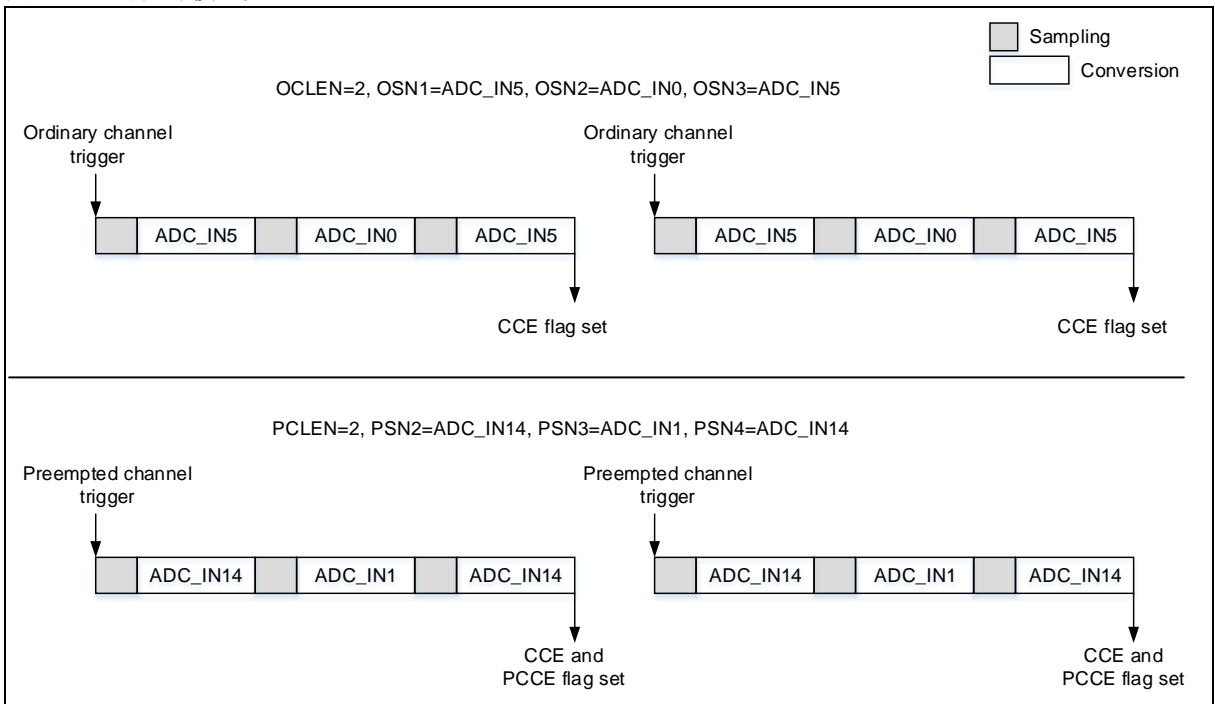 Sampling
Conversion
OCLEN=2, OSN1=ADC_IN5, OSN2=ADC_IN0, OSN3=ADC_IN5
Ordinary channel
trigger
Ordinary channel
trigger
ADC_IN5 ADC_IN0 ADC_IN5
ADC_IN5 ADC_IN0 ADC_IN5
CCE flag set
CCE flag set
PCLEN=2, PSN2=ADC_IN14, PSN3=ADC_IN1, PSN4=ADC_IN14
Preempted channel
trigger
Preempted channel
trigger
ADC_IN14 ADC_IN1 ADC_IN14
ADC_IN14 ADC_IN1 ADC_IN14
CCE and
PCCE flag set
CCE and
PCCE flag set